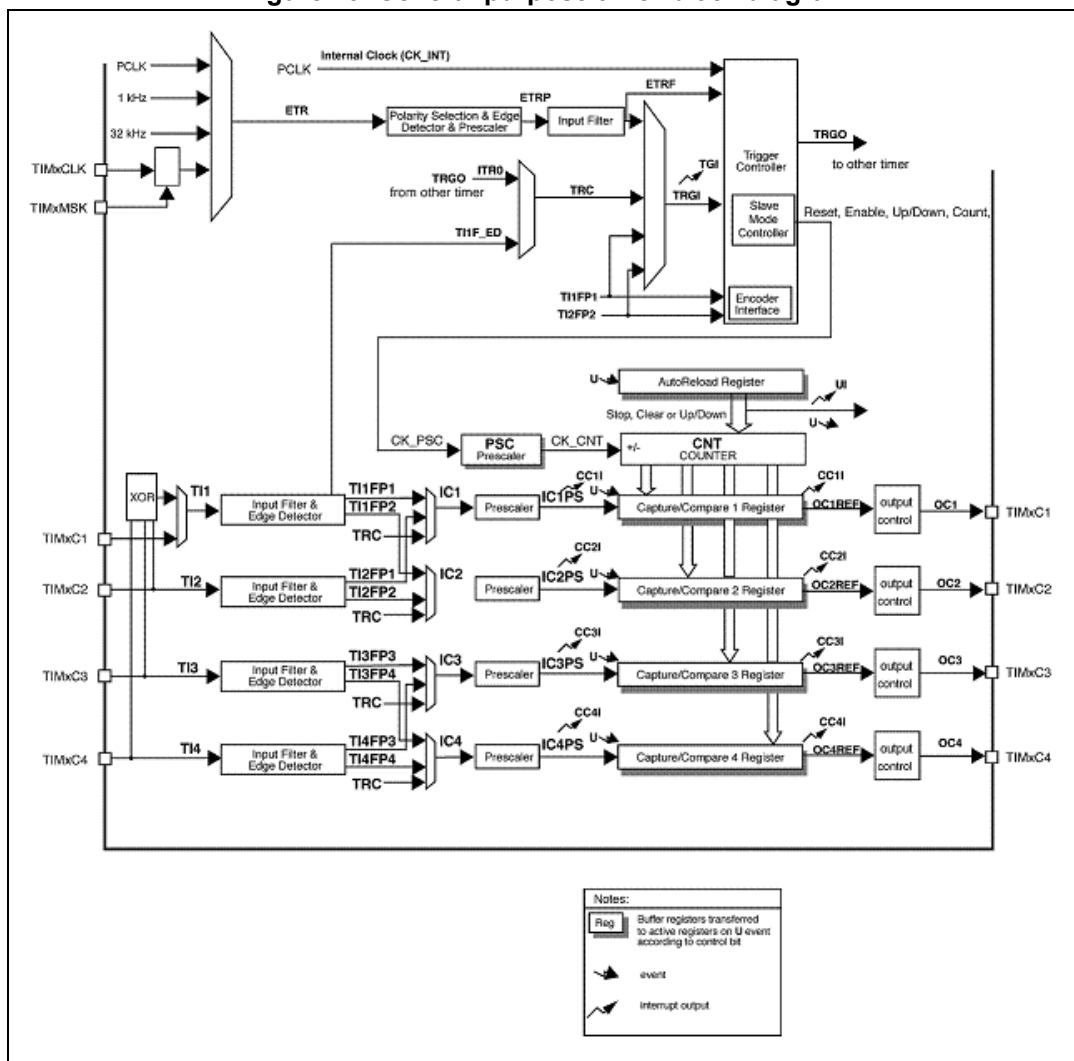 PCLK
1 kHz
32 kHz
TIMxCLK
TIMxMSK
Internal Clock (CK_INT)
PCLK
ETR
Polarity Selection & Edge
Detector & Prescaler
ETRP
Input Filter
ETRF
TRGO
from other timer
ITR0
TI1F_ED
TRC
TGI
TRGI
Trigger
Controller
Slave
Mode
Controller
Encoder
Interface
TRGO
to other timer
Reset, Enable, Up/Down, Count,
TI1FP1
TI2FP2
U
AutoReload Register
UI
Stop, Clear or Up/Down
U
CK_PSC
PSC
Prescaler
CK_CNT
+/-
CNT
COUNTER
XOR
TI1
Input Filter &
Edge Detector
TI1FP1
TI1FP2
TRC
IC1
Prescaler
CC1I
IC1PS
U
Capture/Compare 1 Register
CC1I
OC1REF
output
control
OC1
TIMxC1
TIMxC1
TIMxC2
TI2
Input Filter &
Edge Detector
TI2FP1
TI2FP2
TRC
IC2
Prescaler
CC2I
IC2PS
U
Capture/Compare 2 Register
CC2I
OC2REF
output
control
OC2
TIMxC2
TIMxC3
TI3
Input Filter &
Edge Detector
TI3FP3
TI3FP4
TRC
IC3
Prescaler
CC3I
IC3PS
U
Capture/Compare 3 Register
CC3I
OC3REF
output
control
OC3
TIMxC3
TIMxC4
TI4
Input Filter &
Edge Detector
TI4FP3
TI4FP4
TRC
IC4
Prescaler
CC4I
IC4PS
U
Capture/Compare 4 Register
CC4I
OC4REF
output
control
OC4
TIMxC4
Notes:
Reg
Buffer registers transferred
to active registers on U event
according to control bit
event
interrupt output